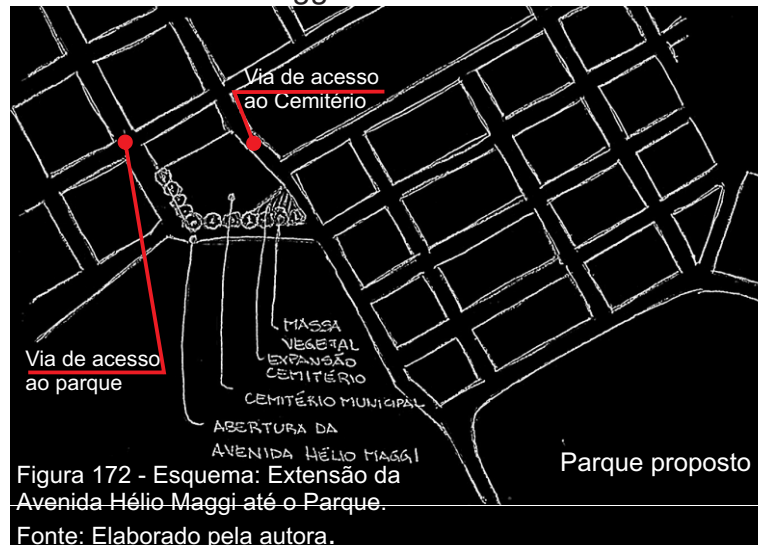 Via de acesso
ao Cemitério
MASSA
VEGETAL
EXPANSÃO
CEMITÉRIO
CEMITÉRIO MUNICIPAL
ABERTURA DA
AVENIDA HÉLIO MAGGI
Via de acesso
ao parque
Parque proposto
Figura 172 - Esquema: Extensão da
Avenida Hélio Maggi até o Parque.
Fonte: Elaborado pela autora.